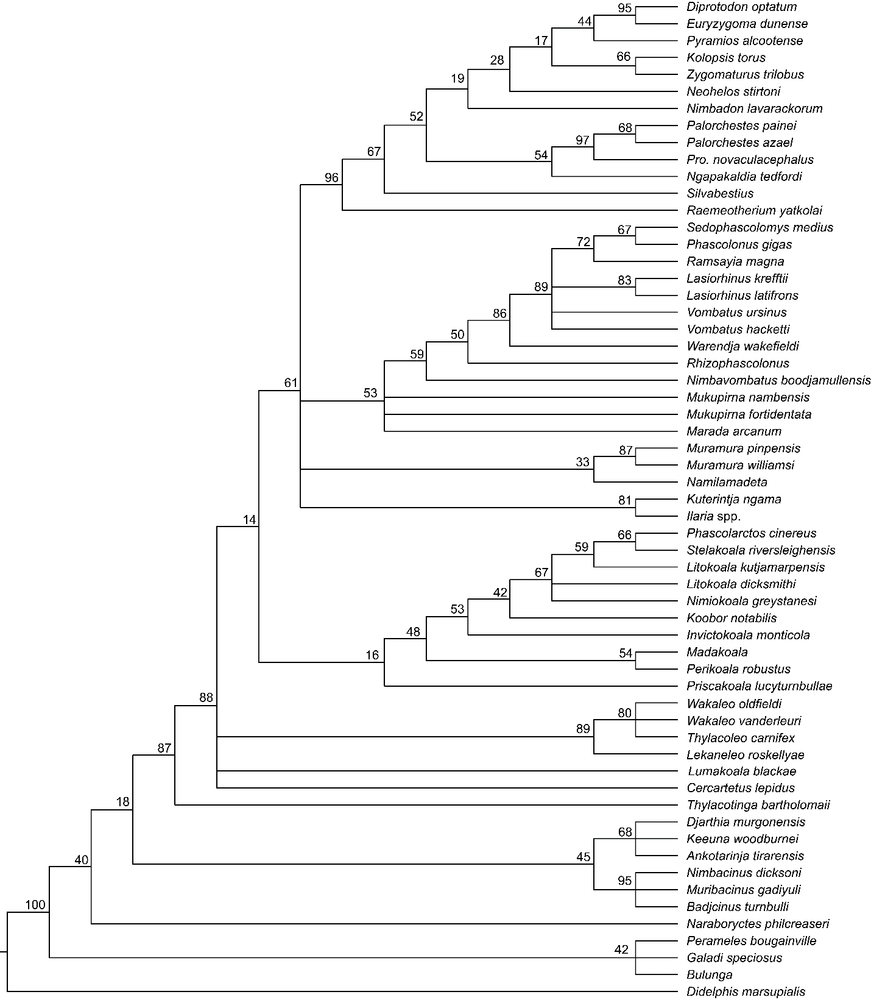 95 Diprotodon optatum
Euryzygoma dunense
44
Pyramios alcootense
17
66 Kolopsis torus
Zygomaturus trilobus
28
Neohelos stirtoni
19
Nimbadon lavarackorum
52
68 Palorchestes painei
Palorchestes azael
97
Pro. novaculacephalus
54
Ngapakaldia tedfordi
67
Silvabestius
96
Raemeotherium yatkolai
67 Sedophascolomys medius
Phascolonus gigas
72
Ramsayia magna
83 Lasiorhinus krefftii
Lasiorhinus latifrons
89
Vombatus ursinus
Vombatus hacketti
86
Warendja wakefieldi
50
Rhizophascolonus
59
Nimbavombatus boodjamullensis
61
53
Mukupirna nambensis
Mukupirna fortidentata
Marada arcanum
87 Muramura pinpensis
Muramura williamsi
33
Namilamadeta
81 Kuterintja ngama
Ilaria spp.
14
66 Phascolarctos cinereus
Stelakoala riversleighensis
59
Litokoala kutjamarpensis
67
Litokoala dicksmithi
Nimiokoala greystanesi
42
Koobor notabilis
53
Invictokoala monticola
48
54 Madakoala
Perikoala robustus
16
Priscakoala lucyturnbullae
88
Wakaleo oldfieldi
80
Wakaleo vanderleuri
89
Thylacoleo carnifex
Lekaneleo roskellyae
87
Lumakoala blackae
Cercartetus lepidus
18
Thylacotinga bartholomaii
Djarthia murgonensis
68
Keeuna woodburnei
45
Ankotarinja tirarensis
40
Nimbacinus dicksoni
95
Muribacinus gadiyuli
Badjcinus turnbulli
100
Naraboryctes philcreaseri
Perameles bougainville
42
Galadi speciosus
Bulunga
Didelphis marsupialis